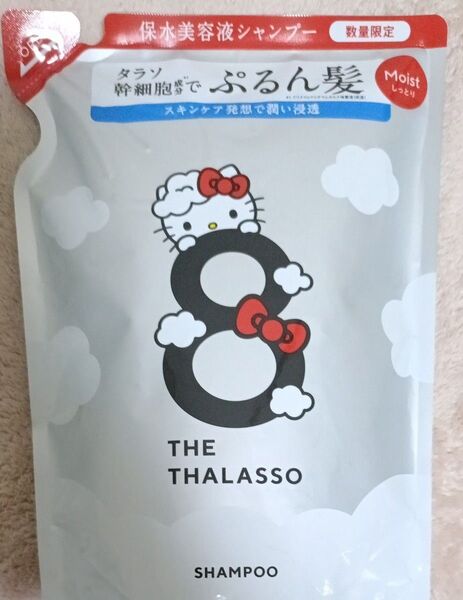 保水美容液シャンプー 数量限定
タラソ
幹細胞成分*1で ぷるん髪
Moist
しっとり
スキンケア発想で潤い浸透
8
THE
THALASSO
SHAMPOO